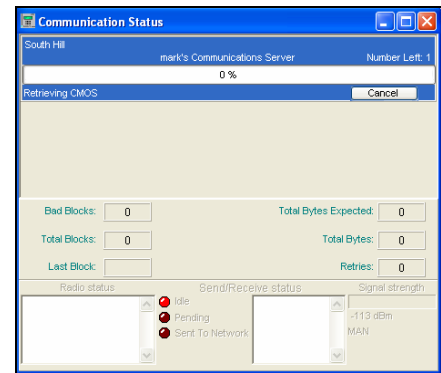 Communication Status
South Hill
mark's Communications Server Number Left: 1
0 %
Retrieving CMOS Cancel
Bad Blocks: 0 Total Bytes Expected: 0
Total Blocks: 0 Total Bytes: 0
Last Block: Retries: 0
Radio status Send/Receive status Signal strength
Idle
Pending -113 dBm
Sent To Network MAN